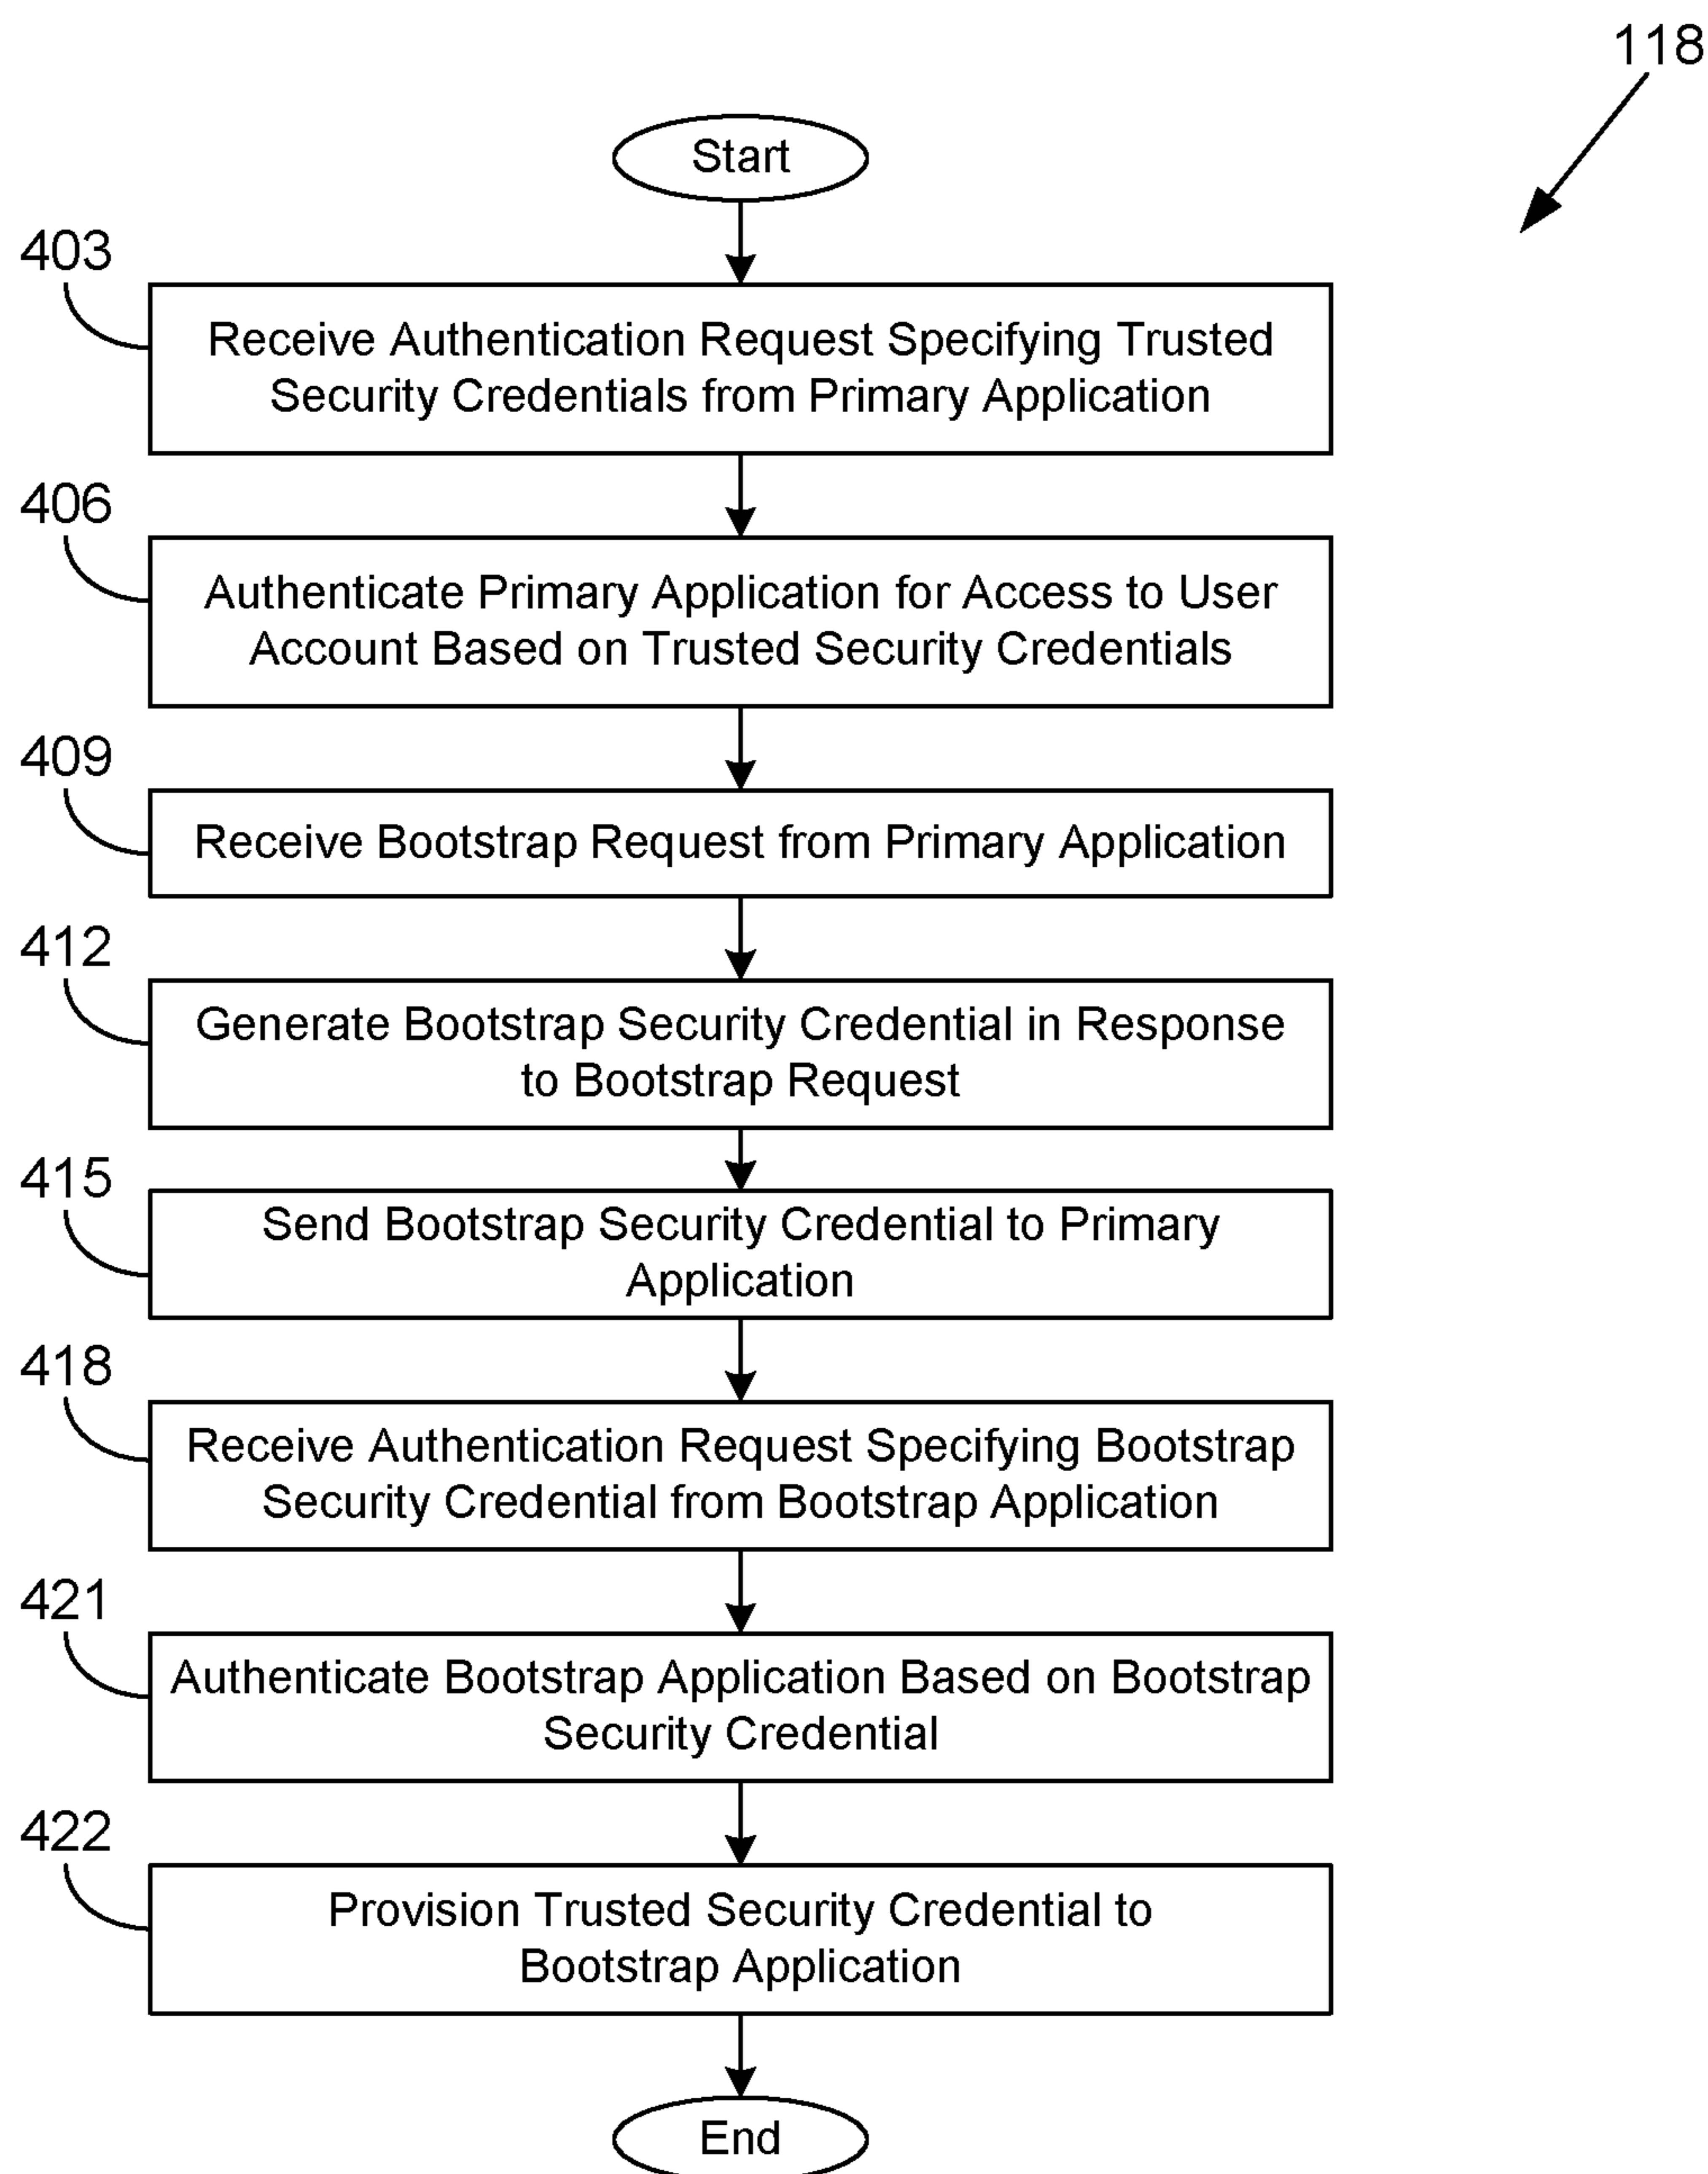 118
Start
403
Receive Authentication Request Specifying Trusted
Security Credentials from Primary Application
406
Authenticate Primary Application for Access to User
Account Based on Trusted Security Credentials
409
Receive Bootstrap Request from Primary Application
412
Generate Bootstrap Security Credential in Response
to Bootstrap Request
415
Send Bootstrap Security Credential to Primary
Application
418
Receive Authentication Request Specifying Bootstrap
Security Credential from Bootstrap Application
421
Authenticate Bootstrap Application Based on Bootstrap
Security Credential
422
Provision Trusted Security Credential to
Bootstrap Application
End